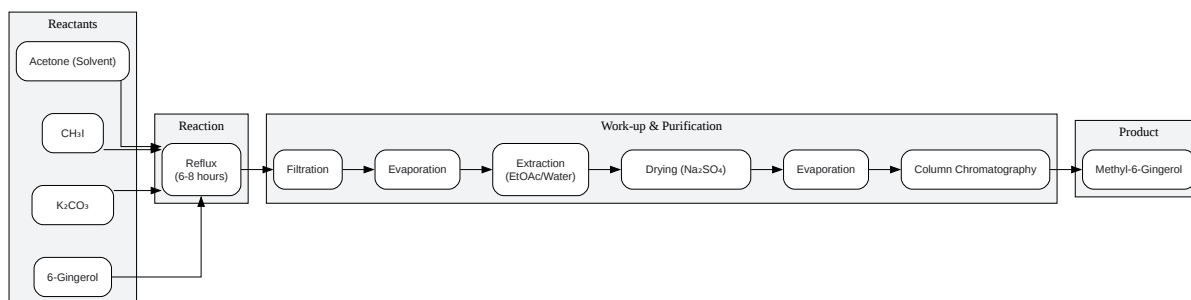 Reactants
Acetone (Solvent)
CH₃I
K₂CO₃
6-Gingerol
Reaction
Reflux
(6-8 hours)
Work-up & Purification
Filtration
Evaporation
Extraction
(EtOAc/Water)
Drying (Na₂SO₄)
Evaporation
Column Chromatography
Product
Methyl-6-Gingerol